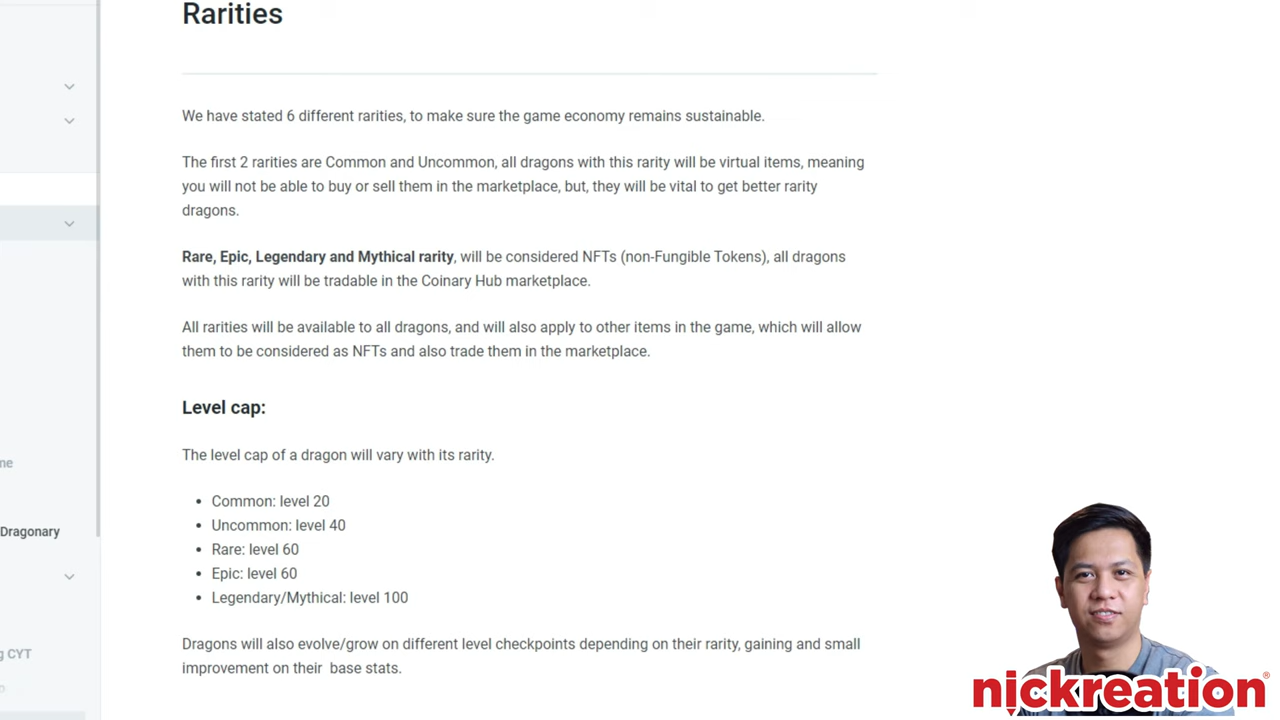 Rarities
We have stated 6 different rarities, to make sure the game economy remains sustainable.
The first 2 rarities are Common and Uncommon, all dragons with this rarity will be virtual items, meaning
you will not be able to buy or sell them in the marketplace, but, they will be vital to get better rarity
dragons.
Rare, Epic, Legendary and Mythical rarity, will be considered NFTs (non-Fungible Tokens), all dragons
with this rarity will be tradable in the Coinary Hub marketplace.
All rarities will be available to all dragons, and will also apply to other items in the game, which will allow
them to be considered as NFTs and also trade them in the marketplace.
Level cap:
The level cap of a dragon will vary with its rarity.
me
• Common: level 20
• Uncommon: level 40
Dragonary
• Rare: level 60
• Epic: level 60
• Legendary/Mythical: level 100
Dragons will also evolve/grow on different level checkpoints depending on their rarity, gaining and small
g CYT
improvement on their  base stats.
nickreation®